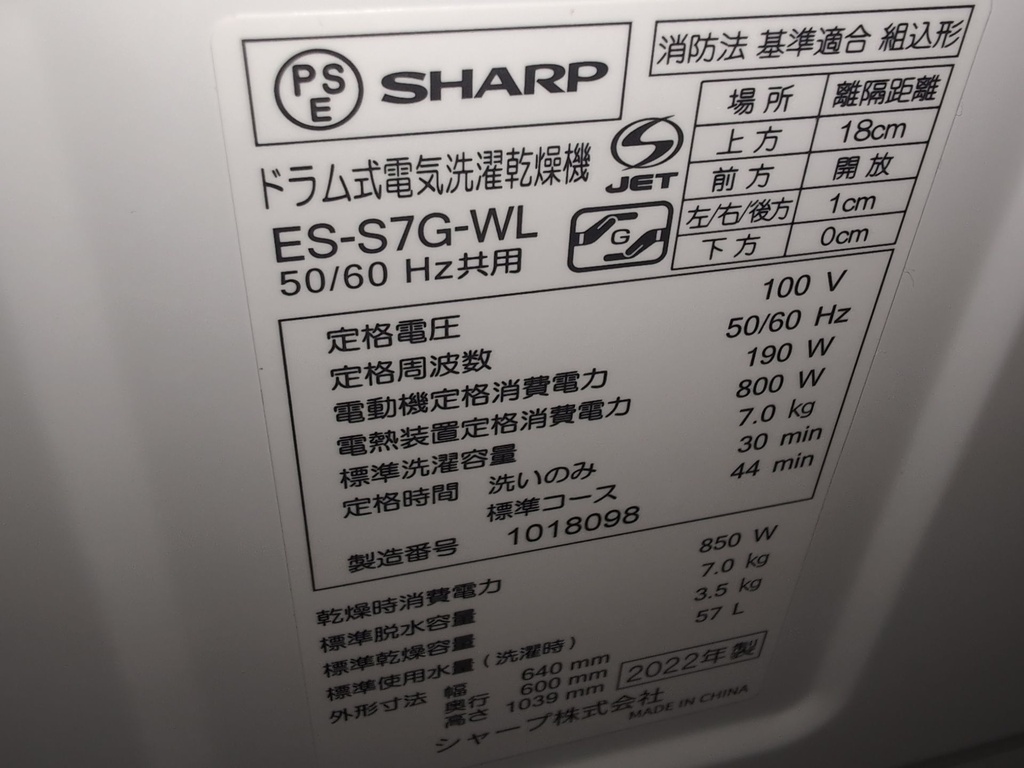 PS
E
SHARP
消防法 基準適合 組込形
場所 離隔距離
上方 18cm
前方 開放
左/右/後方 1cm
下方 0cm
JET
G
ドラム式電気洗濯乾燥機
ES-S7G-WL
50/60 Hz共用
定格電圧 100 V
定格周波数 50/60 Hz
電動機定格消費電力 190 W
電熱装置定格消費電力 800 W
標準洗濯容量 7.0 kg
定格時間 洗いのみ 30 min
標準コース 44 min
製造番号 1018098
乾燥時消費電力 850 W
標準脱水容量 7.0 kg
標準乾燥容量 3.5 kg
標準使用水量(洗濯時) 57 L
外形寸法 幅 640 mm
奥行 600 mm
高さ 1039 mm
2022年製
シャープ株式会社
MADE IN CHINA